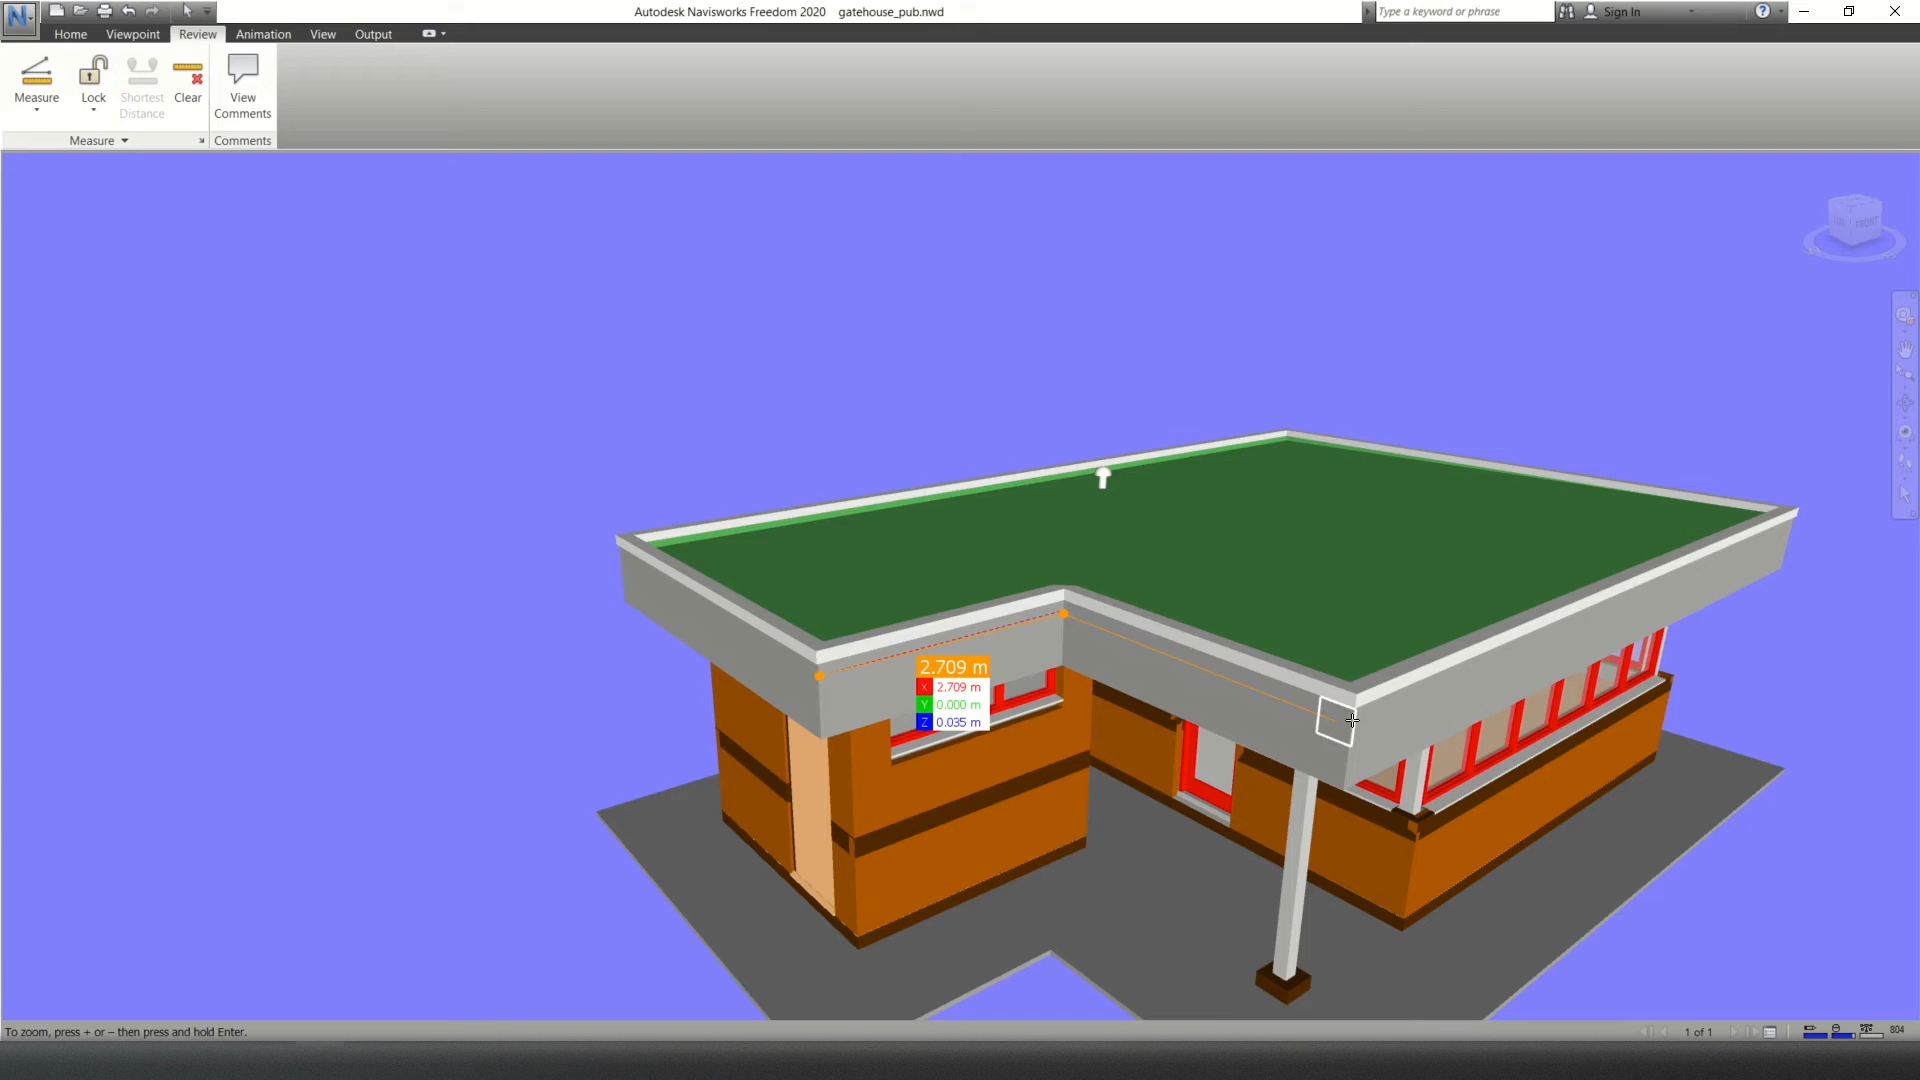 Autodesk Navisworks Freedom 2020 gatehouse_pub.nwd
Type a keyword or phrase
Sign In
Home Viewpoint Review Animation View Output
Measure
Lock
Shortest
Distance
Clear
View
Comments
Measure
Comments
FRONT
2.709 m
X 2.709 m
Y 0.000 m
Z 0.035 m
To zoom, press + or – then press and hold Enter.
1 of 1
804